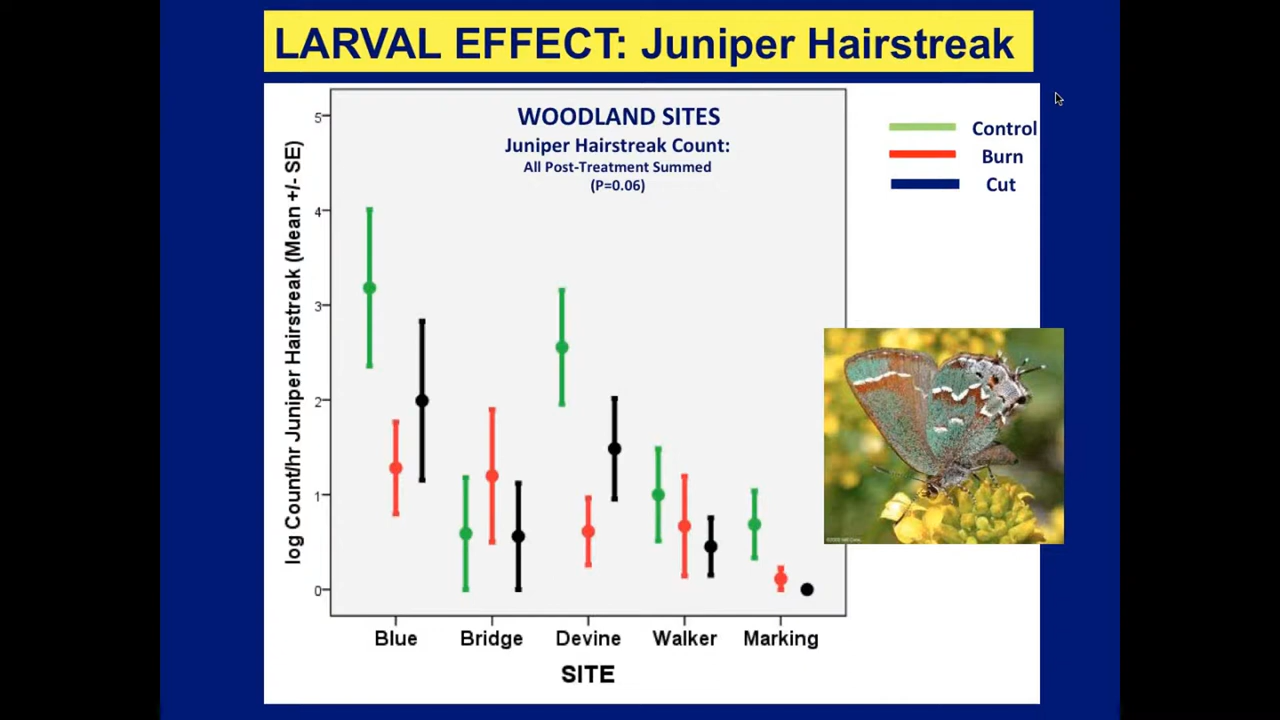 LARVAL EFFECT: Juniper Hairstreak
WOODLAND SITES
Juniper Hairstreak Count:
All Post-Treatment Summed
(P=0.06)
Control
Burn
Cut
log Count/hr Juniper Hairstreak (Mean +/- SE)
5
4
3
2
1
0
Blue
Bridge
Devine
Walker
Marking
SITE